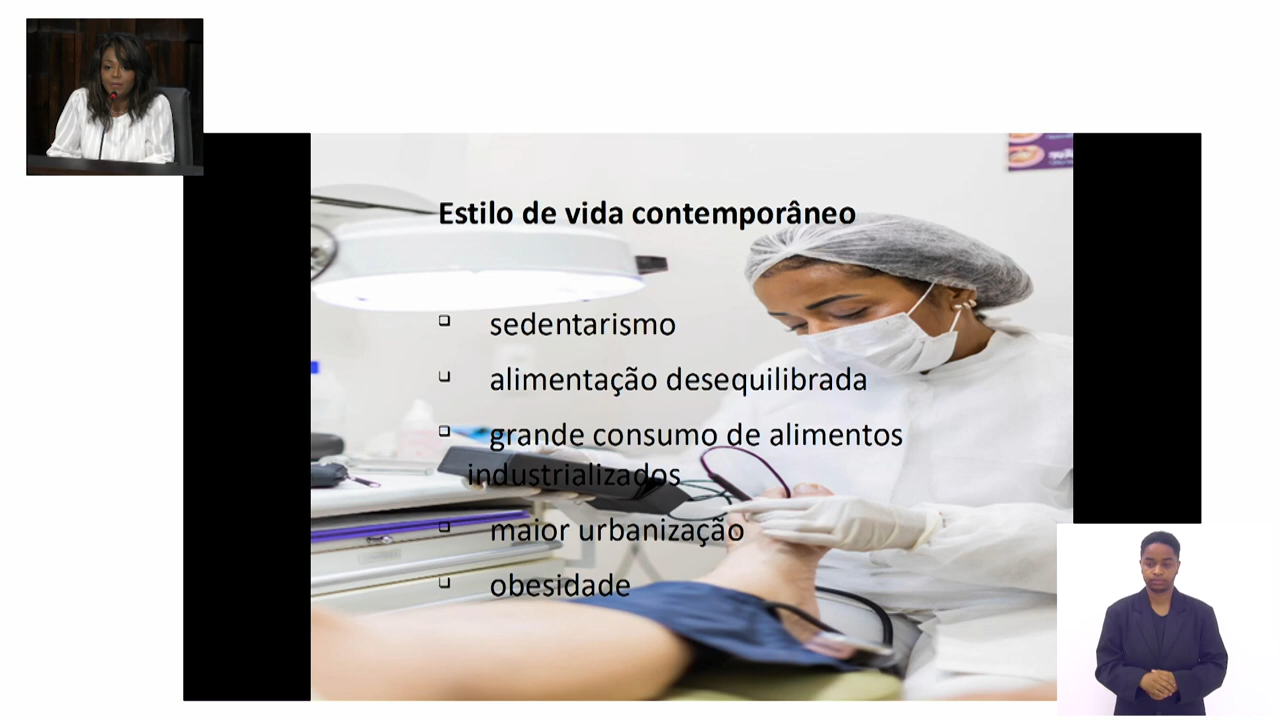 Estilo de vida contemporâneo
❑ sedentarismo
❑ alimentação desequilibrada
❑ grande consumo de alimentos
industrializados
❑ maior urbanização
❑ obesidade